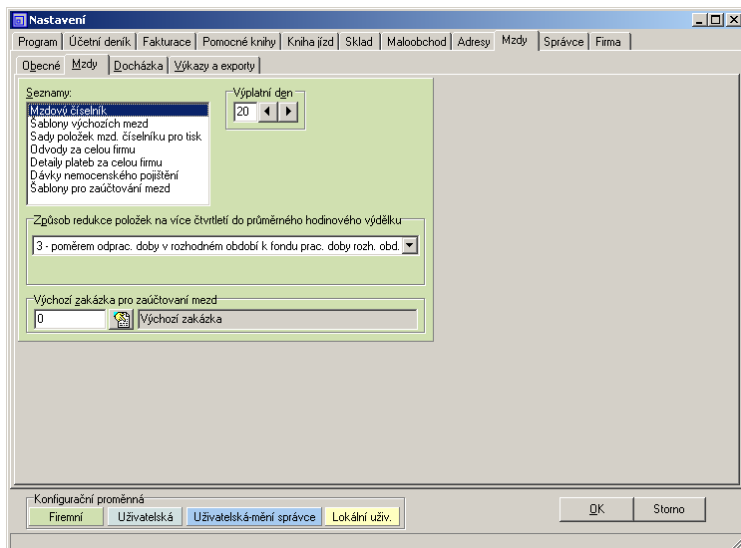 Nastavení
Program Účetní deník Fakturace Pomocné knihy Kniha jízd Sklad Maloobchod Adresy Mzdy Správce Firma
Obecné Mzdy Docházka Výkazy a exporty
Seznamy:
Výplatní den
Mzdový číselník
20
Šablony výchozích mezd
Sady položek mzd. číselníku pro tisk
Odvody za celou firmu
Detaily plateb za celou firmu
Dávky nemocenského pojištění
Šablony pro zaúčtování mezd
Způsob redukce položek na více čtvrtletí do průměrného hodinového výdělku
3 - poměrem odprac. doby v rozhodném období k fondu prac. doby rozh. obd.
Výchozí zakázka pro zaúčtovaní mezd
0 Výchozí zakázka
Konfigurační proměnná
Firemní Uživatelská Uživatelská-mění správce Lokální uživ.
OK Storno